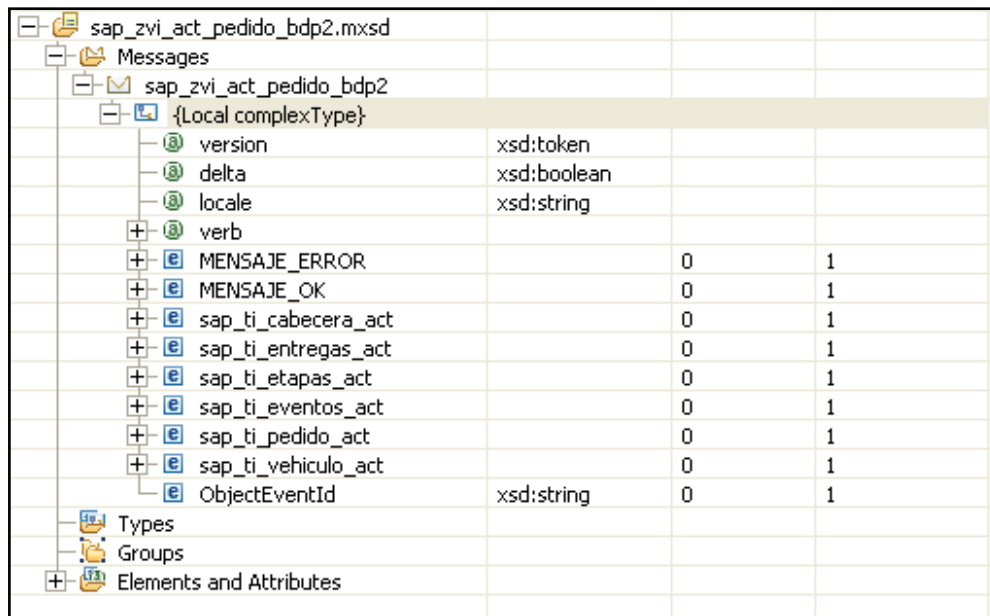 sap_zvi_act_pedido_bdp2.mxsd
Messages
sap_zvi_act_pedido_bdp2
{Local complexType}
version xsd:token
delta xsd:boolean
locale xsd:string
verb
MENSAJE_ERROR 0 1
MENSAJE_OK 0 1
sap_ti_cabecera_act 0 1
sap_ti_entregas_act 0 1
sap_ti_etapas_act 0 1
sap_ti_eventos_act 0 1
sap_ti_pedido_act 0 1
sap_ti_vehiculo_act 0 1
ObjectEventId xsd:string 0 1
Types
Groups
Elements and Attributes